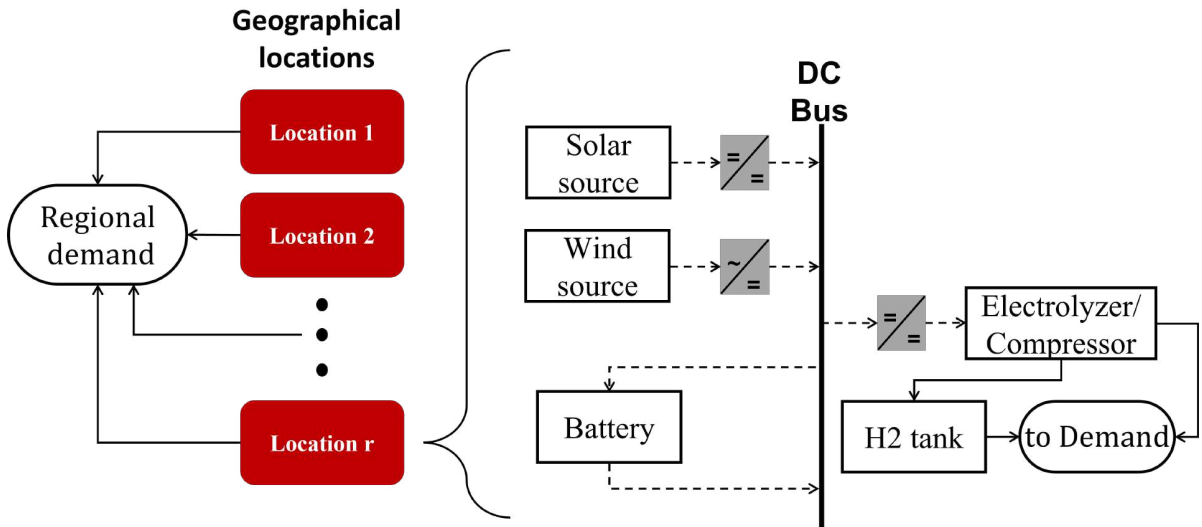 Geographical
locations
Location 1
Regional
demand
Location 2
Location r
DC
Bus
Solar
source
=
=
Wind
source
~
=
=
=
Electrolyzer/
Compressor
Battery
H2 tank
to Demand